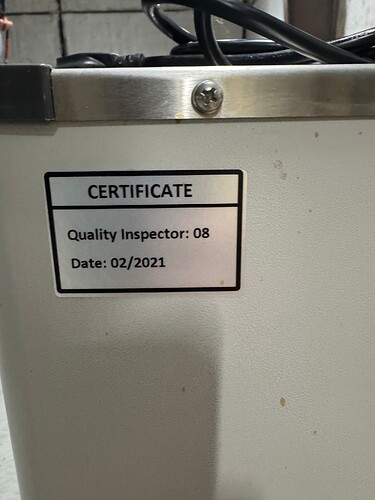 CERTIFICATE
Quality Inspector: 08
Date: 02/2021